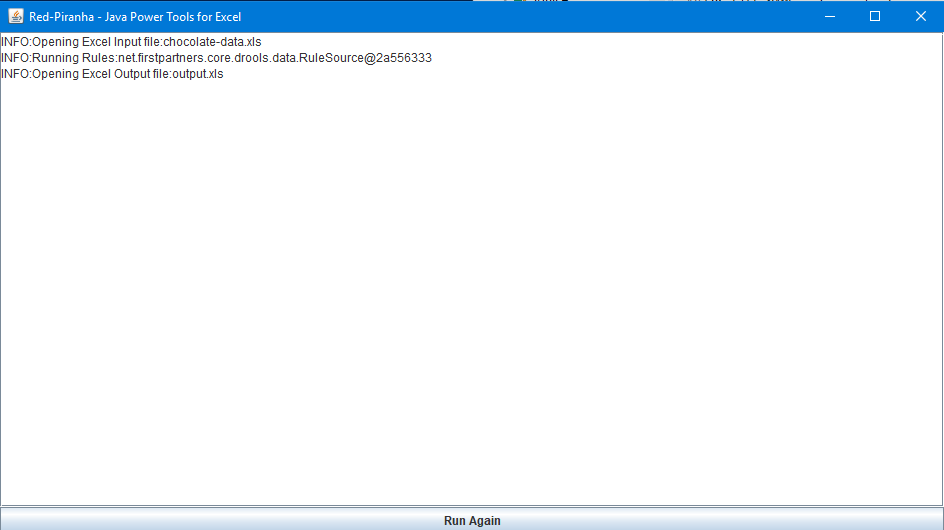 Red-Piranha - Java Power Tools for Excel
INFO:Opening Excel Input file:chocolate-data.xls
INFO:Running Rules:net.firstpartners.core.drools.data.RuleSource@2a556333
INFO:Opening Excel Output file:output.xls
Run Again